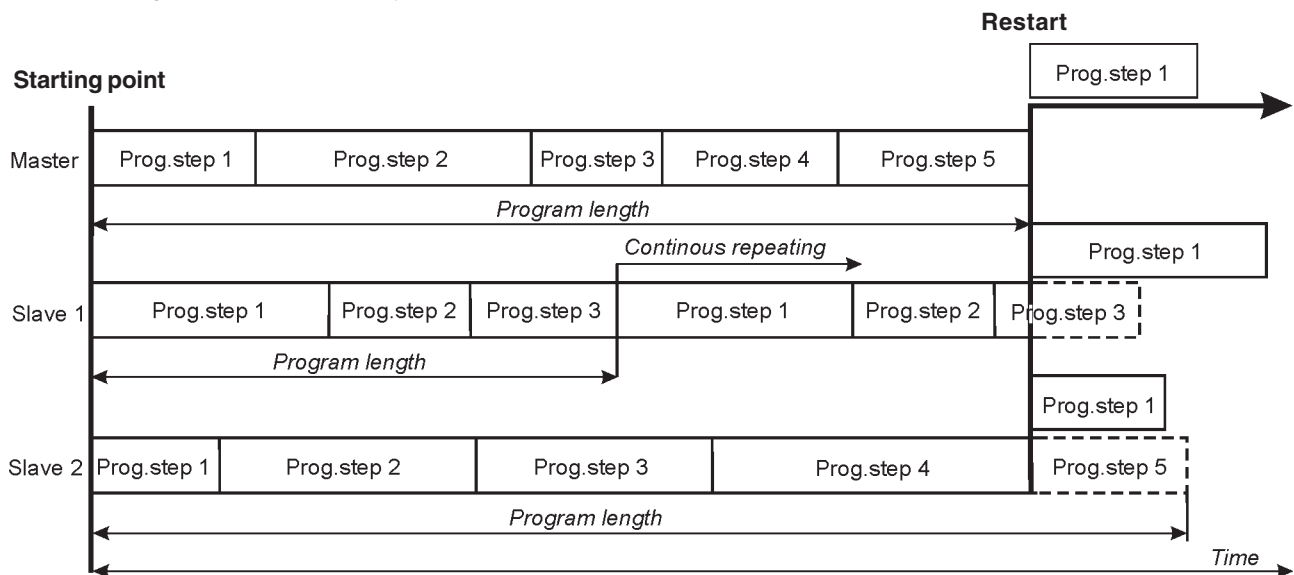 Restart
Prog.step 1
Starting point
Master Prog.step 1 Prog.step 2 Prog.step 3 Prog.step 4 Prog.step 5
Program length
Continous repeating
Prog.step 1
Slave 1 Prog.step 1 Prog.step 2 Prog.step 3 Prog.step 1 Prog.step 2 Prog.step 3
Program length
Prog.step 1
Slave 2 Prog.step 1 Prog.step 2 Prog.step 3 Prog.step 4 Prog.step 5
Program length
Time